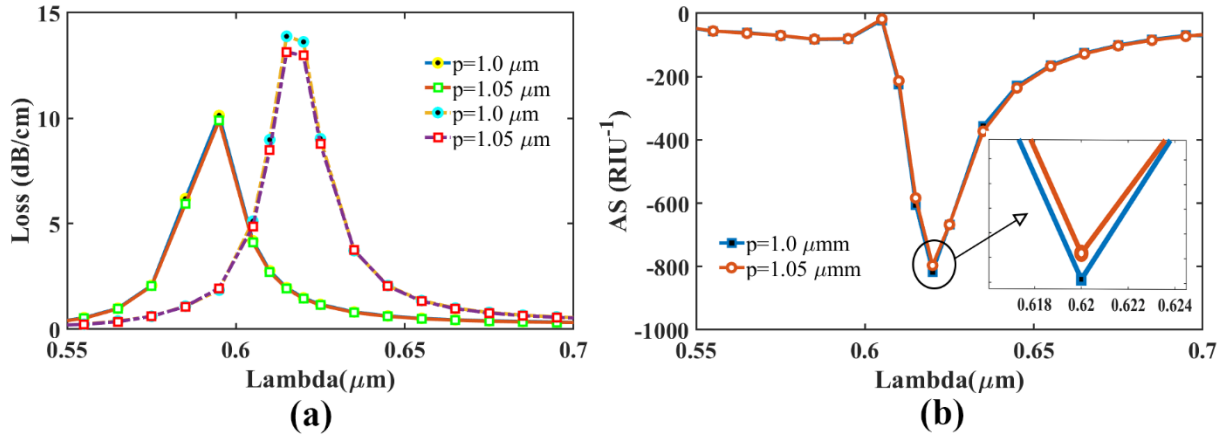 15
10
5
0
Loss (dB/cm)
p=1.0 μm
p=1.05 μm
p=1.0 μm
p=1.05 μm
0.55
0.6
0.65
0.7
Lambda(μm)
(a)
0
-200
-400
-600
-800
-1000
AS (RIU⁻¹)
p=1.0 μmm
p=1.05 μmm
0.618
0.62
0.622
0.624
0.55
0.6
0.65
0.7
Lambda(μm)
(b)